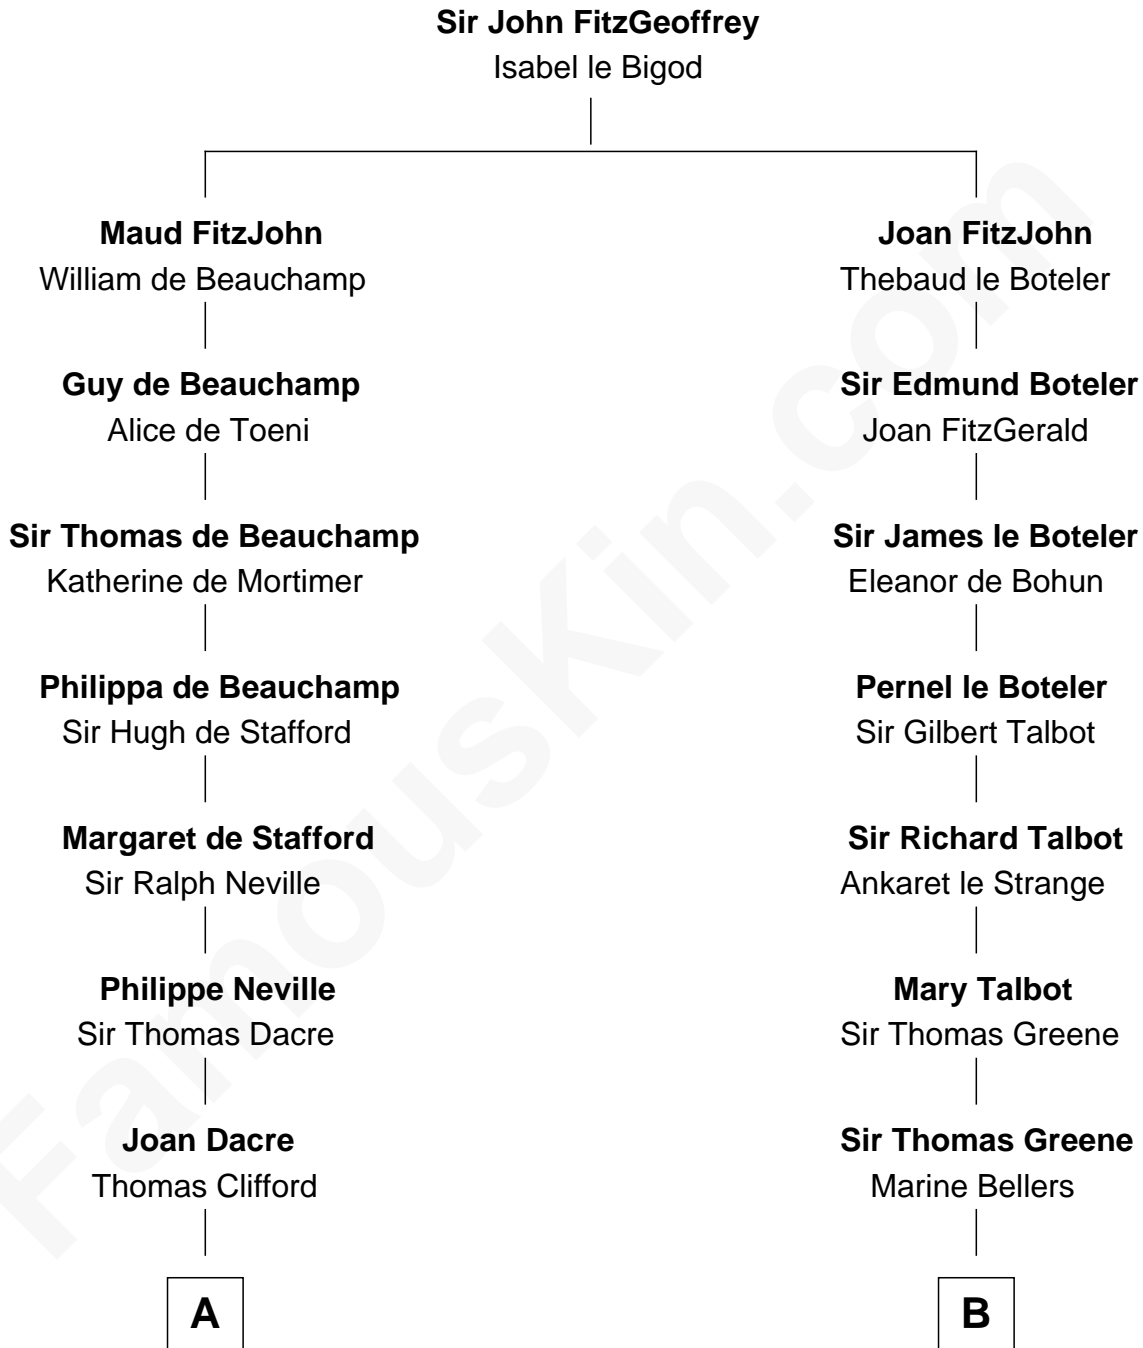 Sir John FitzGeoffrey
Isabel le Bigod
Maud FitzJohn
William de Beauchamp
Joan FitzJohn
Thebaud le Boteler
Guy de Beauchamp
Alice de Toeni
Sir Edmund Boteler
Joan FitzGerald
Sir Thomas de Beauchamp
Katherine de Mortimer
Sir James le Boteler
Eleanor de Bohun
Philippa de Beauchamp
Sir Hugh de Stafford
Pernel le Boteler
Sir Gilbert Talbot
Margaret de Stafford
Sir Ralph Neville
Sir Richard Talbot
Ankaret le Strange
Philippe Neville
Sir Thomas Dacre
Mary Talbot
Sir Thomas Greene
Joan Dacre
Thomas Clifford
Sir Thomas Greene
Marine Bellers
A
B
FamousKin.com